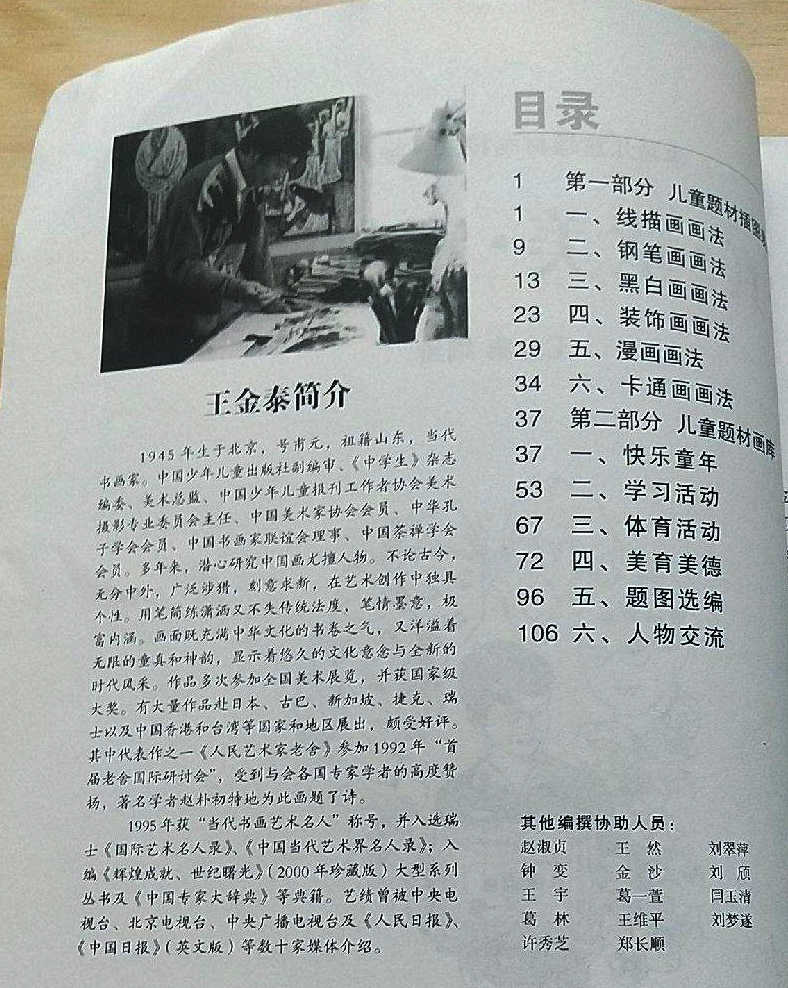 王金泰简介
1945年生于北京，号甫元，祖籍山东，当代
书画家。中国少年儿童出版社副编审、《中学生》杂志
编委、美术总监、中国少年儿童报刊工作者协会美术
摄影专业委员会主任、中国美术家协会会员、中华孔
子学会会员、中国书画家联谊会理事、中国茶禅学会
会员。多年来，潜心研究中国画尤擅人物。不论古今，
无分中外，广泛涉猎，刻意求新，在艺术创作中独具
个性。用笔简练潇洒又不失传统法度，笔情墨意，极
富内涵。画面既充满中华文化的书卷之气，又洋溢着
无限的童真和神韵，显示着悠久的文化意念与全新的
时代风采。作品多次参加全国美术展览，并获国家级
大奖。有大量作品赴日本、古巴、新加坡、捷克、瑞
士以及中国香港和台湾等国家和地区展出，颇受好评。
其中代表作之一《人民艺术家老舍》参加1992年“首
届老舍国际研讨会”，受到与会各国专家学者的高度赞
扬，著名学者赵朴初特地为此画题了诗。
1995年获“当代书画艺术名人”称号，并入选瑞
士《国际艺术名人录》、《中国当代艺术界名人录》；入
编《辉煌成就、世纪曙光》（2000年珍藏版）大型系列
丛书及《中国专家大辞典》等典籍。艺绩曾被中央电
视台、北京电视台、中央广播电视台及《人民日报》、
《中国日报》（英文版）等数十家媒体介绍。
目录
1 第一部分 儿童题材插图
1 一、线描画画法
9 二、钢笔画画法
13 三、黑白画画法
23 四、装饰画画法
29 五、漫画画法
34 六、卡通画画法
37 第二部分 儿童题材画库
37 一、快乐童年
53 二、学习活动
67 三、体育活动
72 四、美育美德
96 五、题图选编
106 六、人物交流
其他编撰协助人员：
赵淑贞 王 然 刘翠萍
钟 变 金 沙 刘 颀
王 宇 葛一萱 闫玉清
葛 林 王维平 刘梦遂
许秀芝 郑长顺